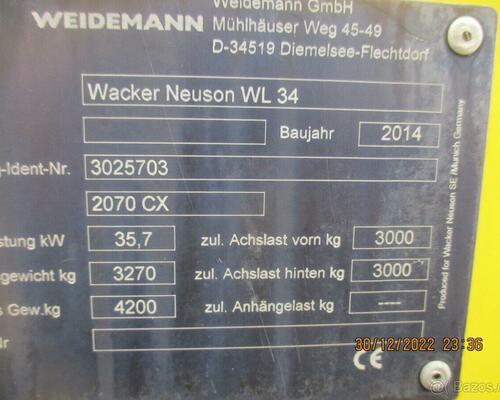 WEIDEMANN
Weidemann GmbH
Mühlhäuser Weg 45-49
D-34519 Diemelsee-Flechtdorf
Wacker Neuson WL 34
Baujahr 2014
g-Ident-Nr. 3025703
2070 CX
stung kW 35,7 zul. Achslast vorn kg 3000
gewicht kg 3270 zul. Achslast hinten kg 3000
s Gew.kg 4200 zul. Anhängelast kg ----
Nr
CE
Produced for Wacker Neuson SE /Munich Germany
30/12/2022 23:36